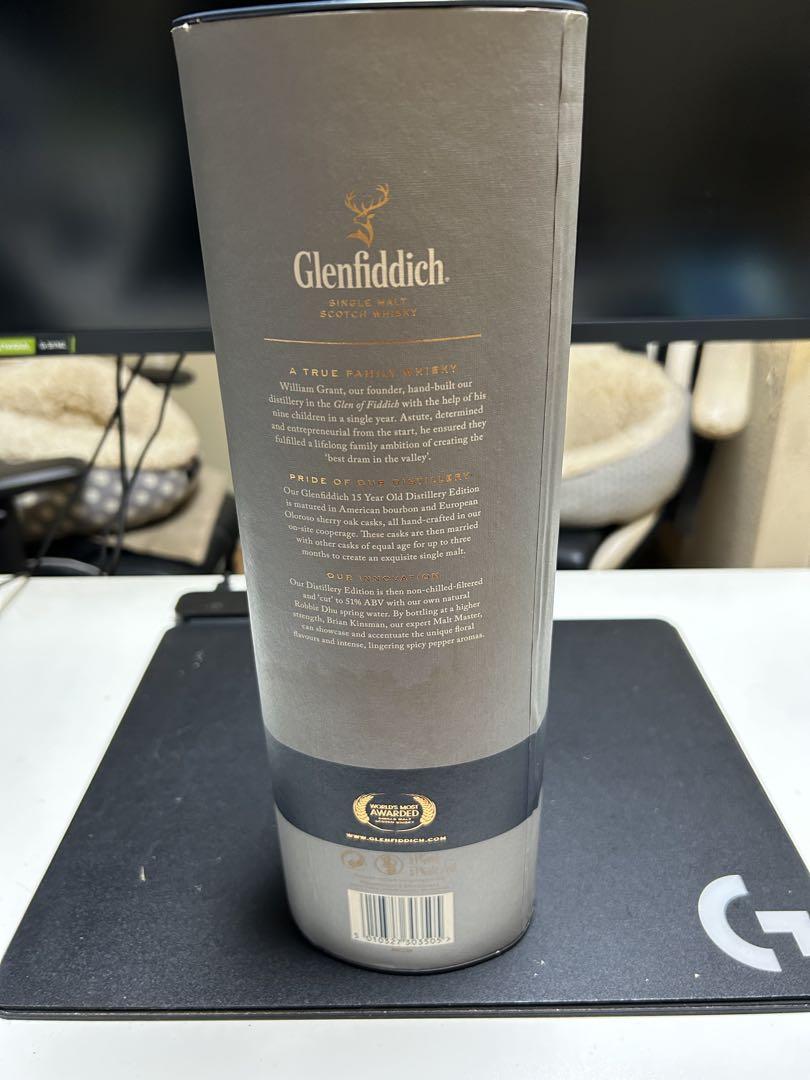 Glenfiddich
SINGLE MALT
SCOTCH WHISKY
A TRUE FAMILY WHISKY
William Grant, our founder, hand-built our
distillery in the Glen of Fiddich with the help of his
nine children in a single year. Astute, determined
and entrepreneurial from the start, he ensured they
fulfilled a lifelong family ambition of creating the
'best dram in the valley'.
PRIDE OF OUR DISTILLERY
Our Glenfiddich 15 Year Old Distillery Edition
is matured in American bourbon and European
Oloroso sherry oak casks, all hand-crafted in our
on-site cooperage. These casks are then married
with other casks of equal age for up to three
months to create an exquisite single malt.
OUR INNOVATION
Our Distillery Edition is then non-chilled-filtered
and 'cut' to 51% ABV with our own natural
Robbie Dhu spring water. By bottling at a higher
strength, Brian Kinsman, our expert Malt Master,
can showcase and accentuate the unique floral
flavours and intense, lingering spicy pepper aromas.
WORLD'S MOST
AWARDED
SINGLE MALT
SCOTCH WHISKY
WWW.GLENFIDDICH.COM
5 010327 303505
G